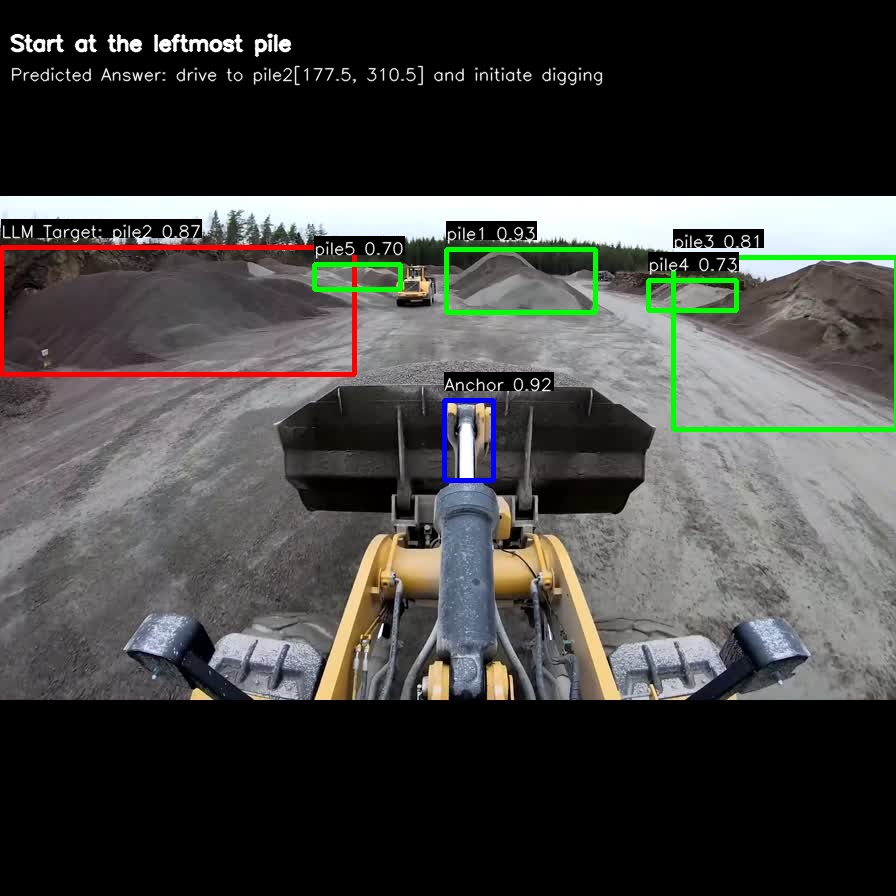 Start at the leftmost pile
Predicted Answer: drive to pile2[177.5, 310.5] and initiate digging
LLM Target: pile2 0.87
pile5 0.70
pile1 0.93
pile3 0.81
pile4 0.73
Anchor 0.92